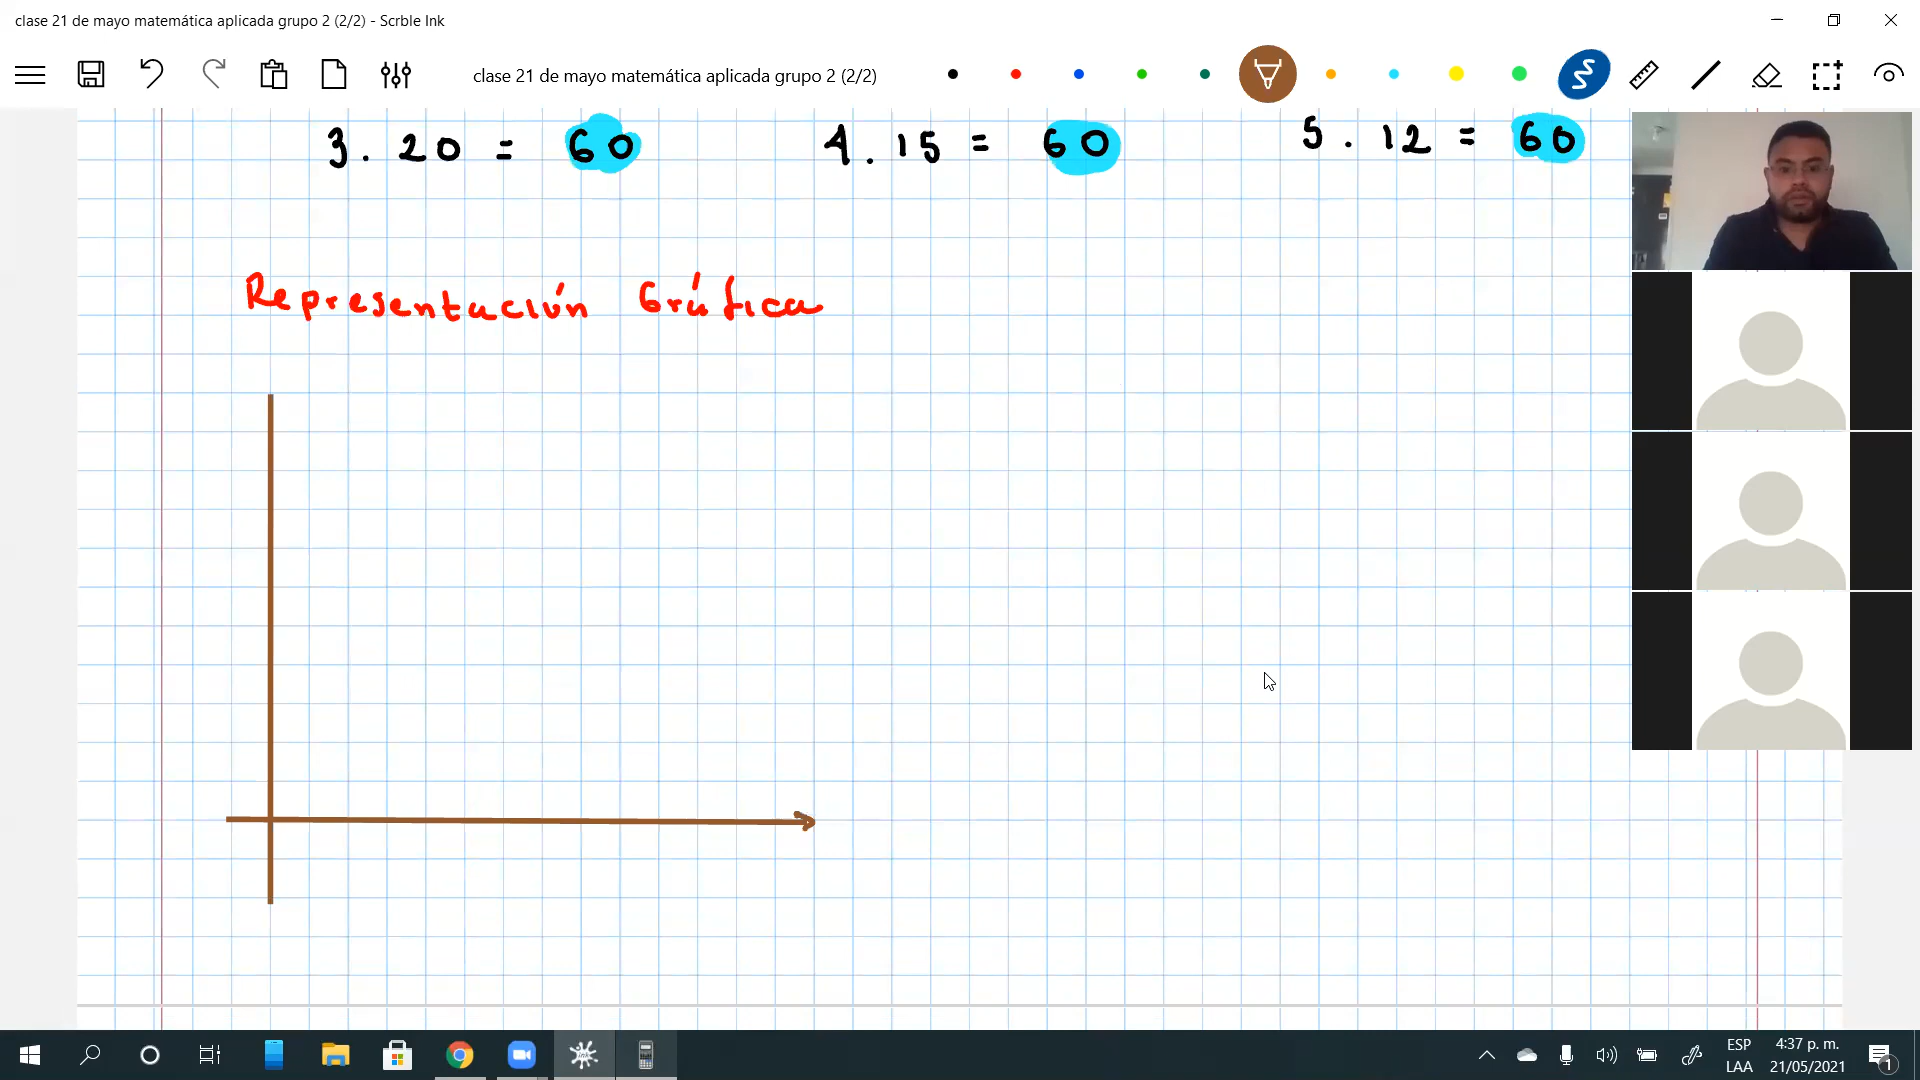 clase 21 de mayo matemática aplicada grupo 2 (2/2) - Scrble Ink
clase 21 de mayo matemática aplicada grupo 2 (2/2)
3 . 20 = 60
4 . 15 = 60
5 . 12 = 60
Representación Gráfica
ESP
LAA
4:37 p. m.
21/05/2021
1